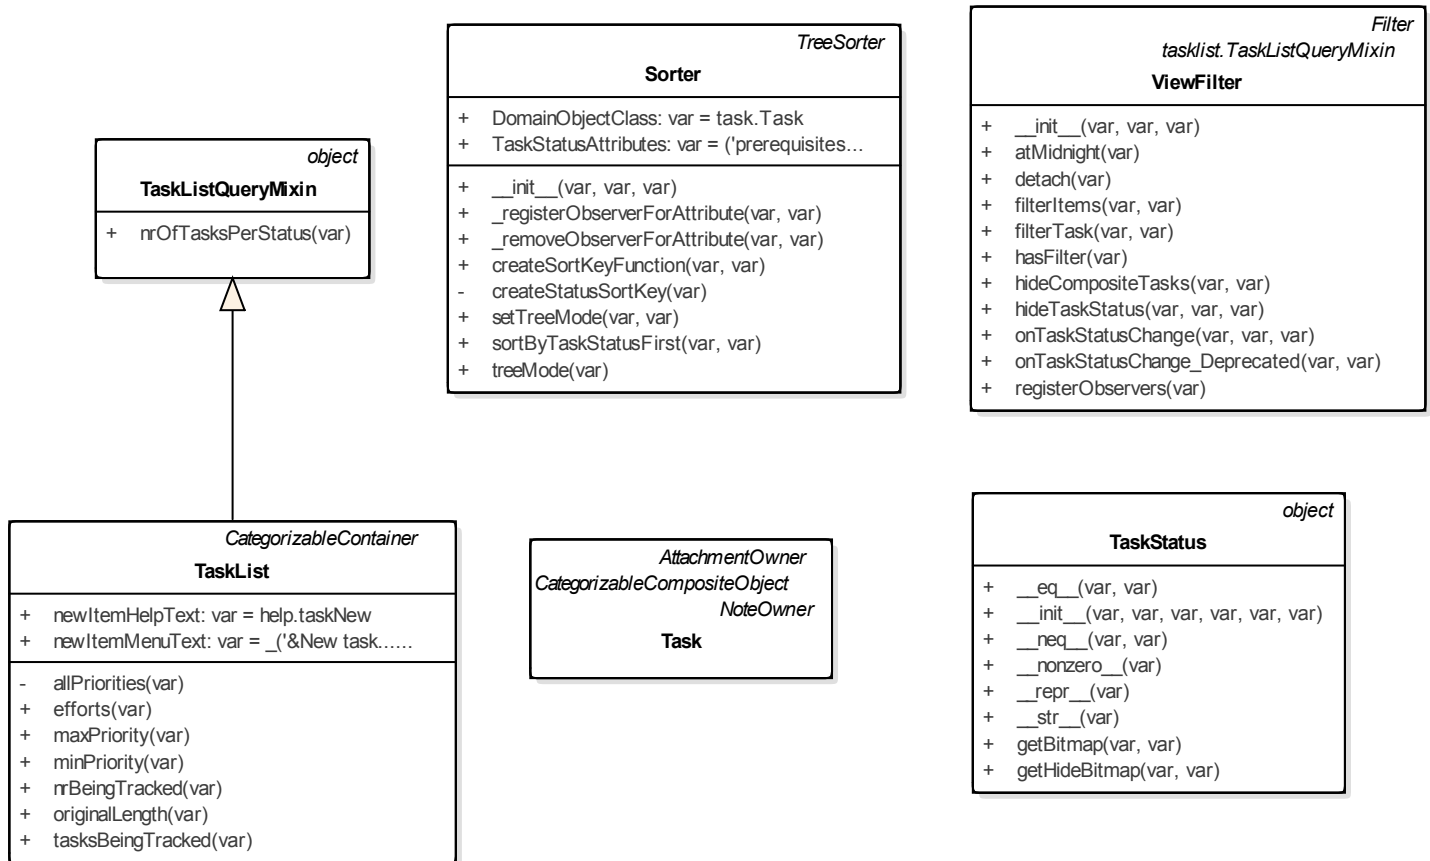 object
TaskListQueryMixin
+ nrOfTasksPerStatus(var)
TreeSorter
Sorter
+ DomainObjectClass: var = task.Task
+ TaskStatusAttributes: var = ('prerequisites...
+ __init__(var, var, var)
+ _registerObserverForAttribute(var, var)
+ _removeObserverForAttribute(var, var)
+ createSortKeyFunction(var, var)
- createStatusSortKey(var)
+ setTreeMode(var, var)
+ sortByTaskStatusFirst(var, var)
+ treeMode(var)
Filter
tasklist.TaskListQueryMixin
ViewFilter
+ __init__(var, var, var)
+ atMidnight(var)
+ detach(var)
+ filterItems(var, var)
+ filterTask(var, var)
+ hasFilter(var)
+ hideCompositeTasks(var, var)
+ hideTaskStatus(var, var, var)
+ onTaskStatusChange(var, var, var)
+ onTaskStatusChange_Deprecated(var, var)
+ registerObservers(var)
CategorizableContainer
TaskList
+ newItemHelpText: var = help.taskNew
+ newItemMenuText: var = _('&New task......
- allPriorities(var)
+ efforts(var)
+ maxPriority(var)
+ minPriority(var)
+ nrBeingTracked(var)
+ originalLength(var)
+ tasksBeingTracked(var)
AttachmentOwner
CategorizableCompositeObject
NoteOwner
Task
object
TaskStatus
+ __eq__(var, var)
+ __init__(var, var, var, var, var, var)
+ __neq__(var, var)
+ __nonzero__(var)
+ __repr__(var)
+ __str__(var)
+ getBitmap(var, var)
+ getHideBitmap(var, var)